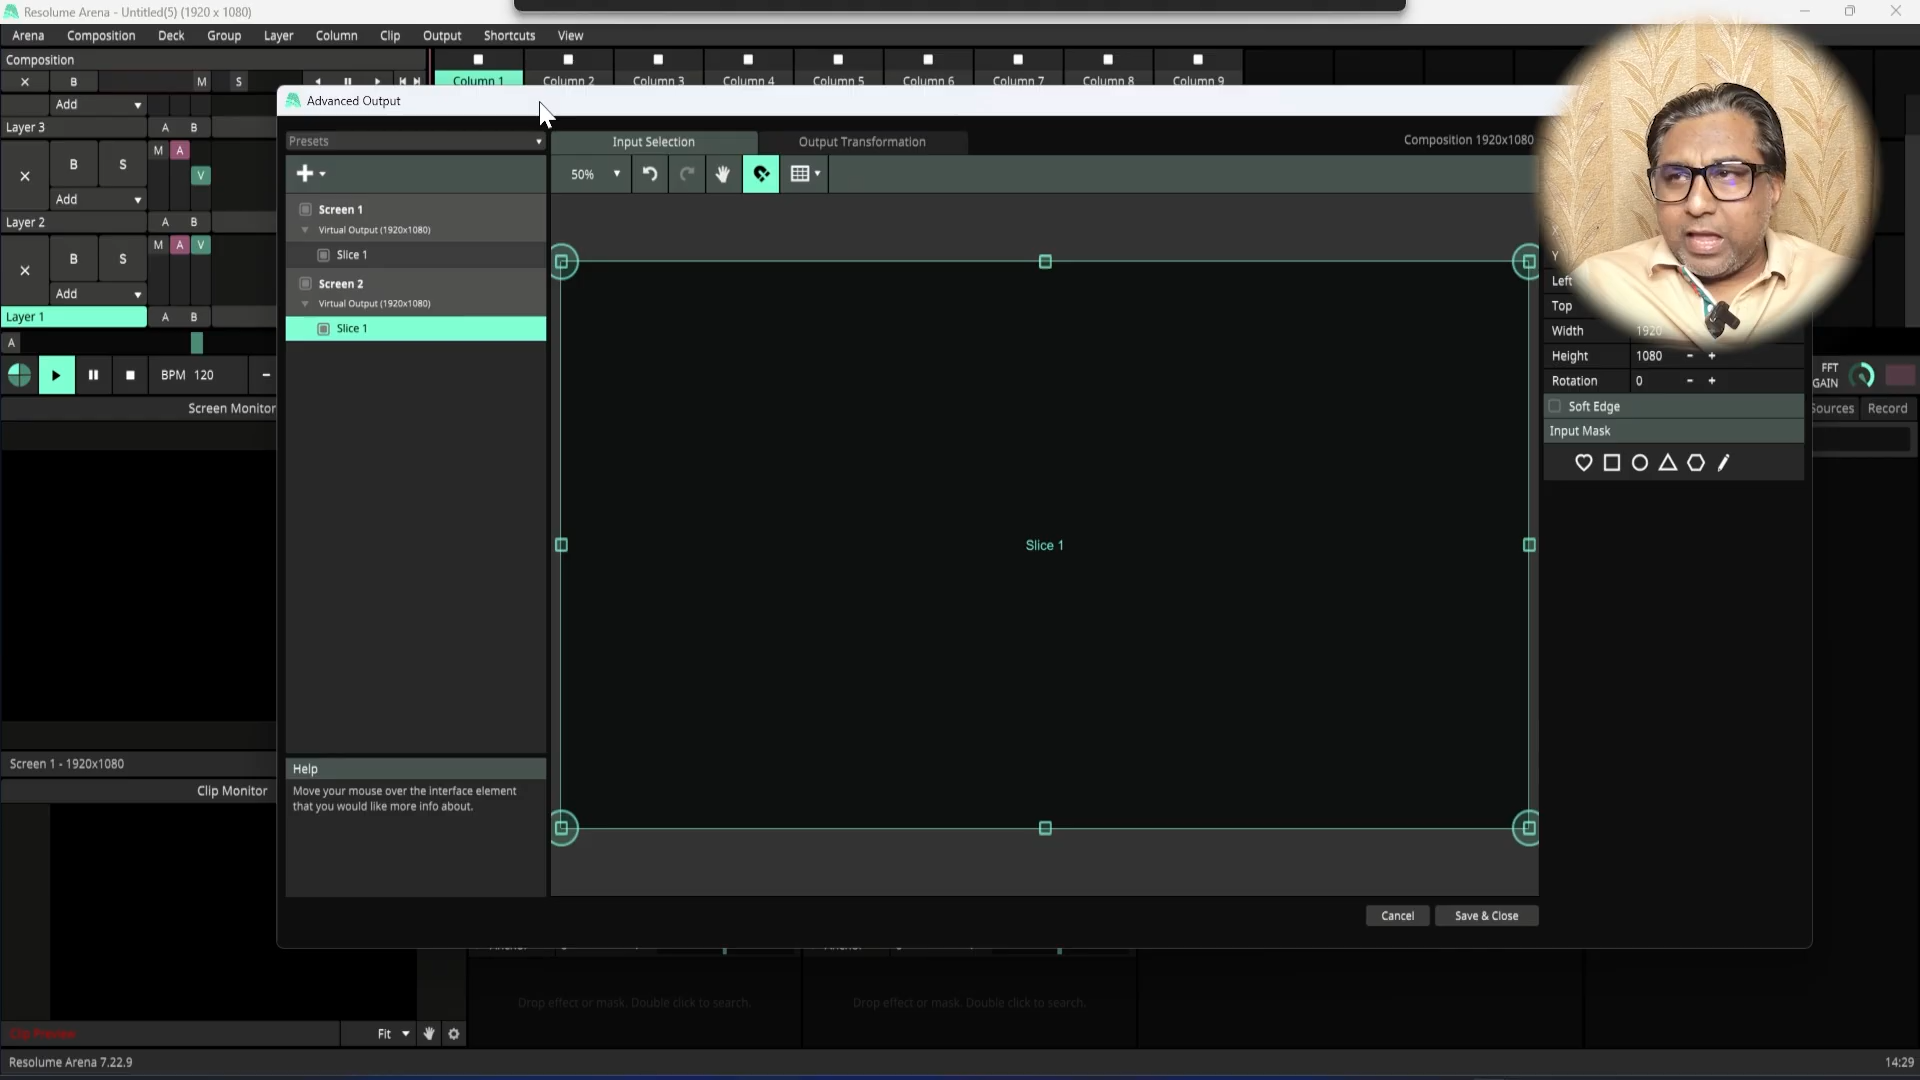 Resolume Arena - Untitled(5) (1920 x 1080)
Arena Composition Deck Group Layer Column Clip Output Shortcuts View
Composition
X B M S
Column 1 Column 2 Column 3 Column 4 Column 5 Column 6 Column 7 Column 8 Column 9
Add
Layer 3 A B
M A
B S
V
Add
Layer 2 A B
M A V
B S
Add
Layer 1 A B
A
BPM 120
Screen Monitor
Screen 1 - 1920x1080
Clip Monitor
Advanced Output
Presets
Input Selection
Output Transformation
Composition 1920x1080
50%
Screen 1
Virtual Output (1920x1080)
Slice 1
Screen 2
Virtual Output (1920x1080)
Slice 1
Slice 1
Help
Move your mouse over the interface element
that you would like more info about.
Y
Left
Top
Width 1920
Height 1080 - +
Rotation 0 - +
Soft Edge
Input Mask
FFT
GAIN
Sources Record
Cancel
Save & Close
Drop effect or mask. Double click to search.
Drop effect or mask. Double click to search.
Clip Preview
Fit
Resolume Arena 7.22.9
14:29